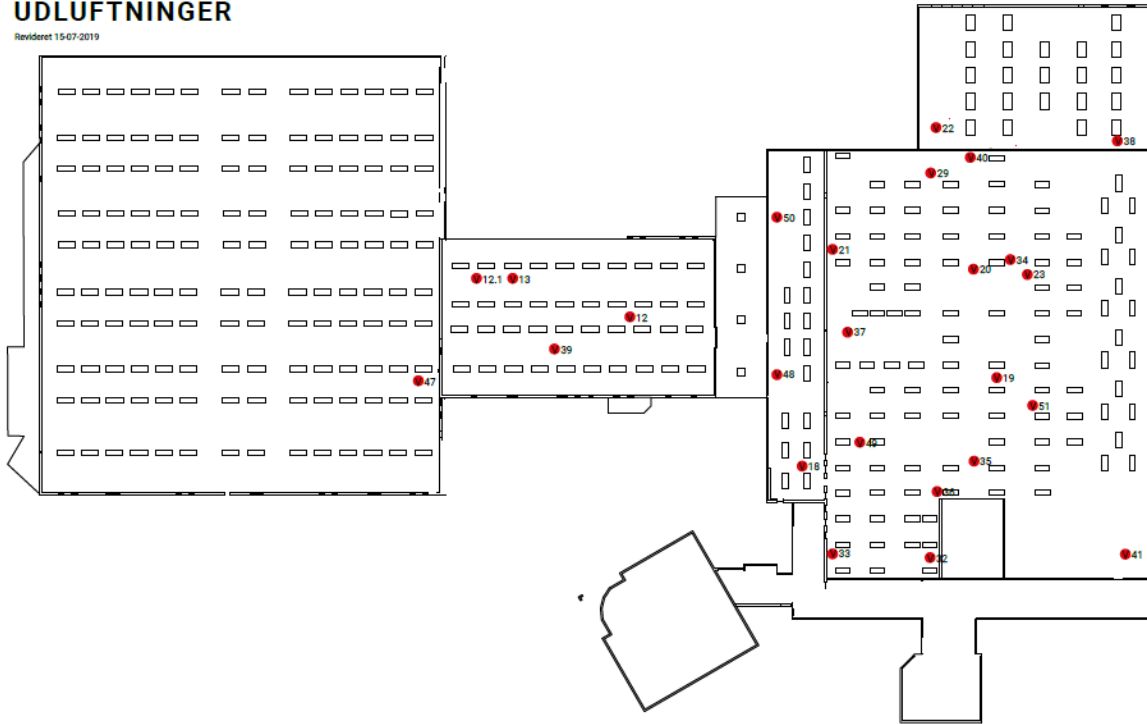 UDLUFTNINGER
Revideret 15-07-2019
V 22
V 38
V 40
V 29
V 50
V 21
V 34
V 20
V 23
V 12.1
V 13
V 12
V 37
V 39
V 48
V 19
V 47
V 51
V 49
V 35
V 18
V 36
V 33
V 32
V 41